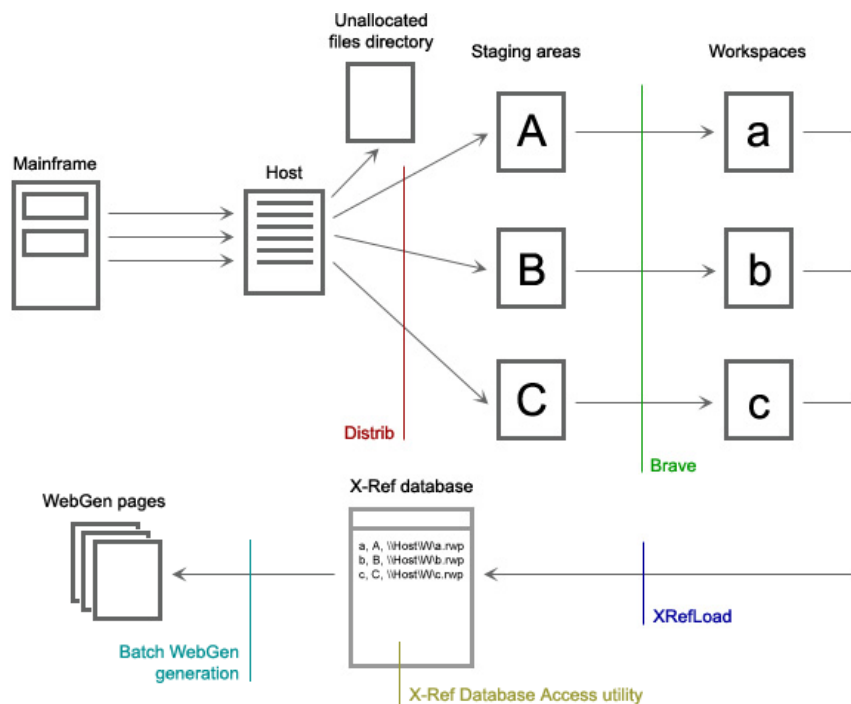 Unallocated
files directory
Staging areas
Workspaces
A
a
Mainframe
Host
B
b
C
c
Distrib
Brave
WebGen pages
X-Ref database
a, A, \\Host\W\a.rwp
b, B, \\Host\W\b.rwp
c, C, \\Host\W\c.rwp
XRefLoad
Batch WebGen
generation
X-Ref Database Access utility